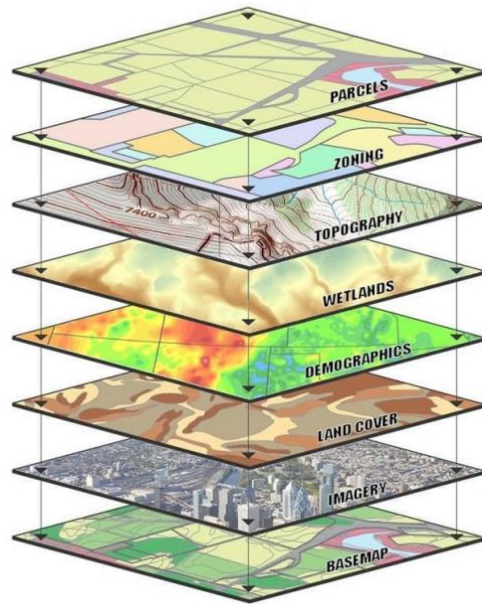 PARCELS
ZONING
7400
TOPOGRAPHY
WETLANDS
DEMOGRAPHICS
LAND COVER
IMAGERY
BASEMAP